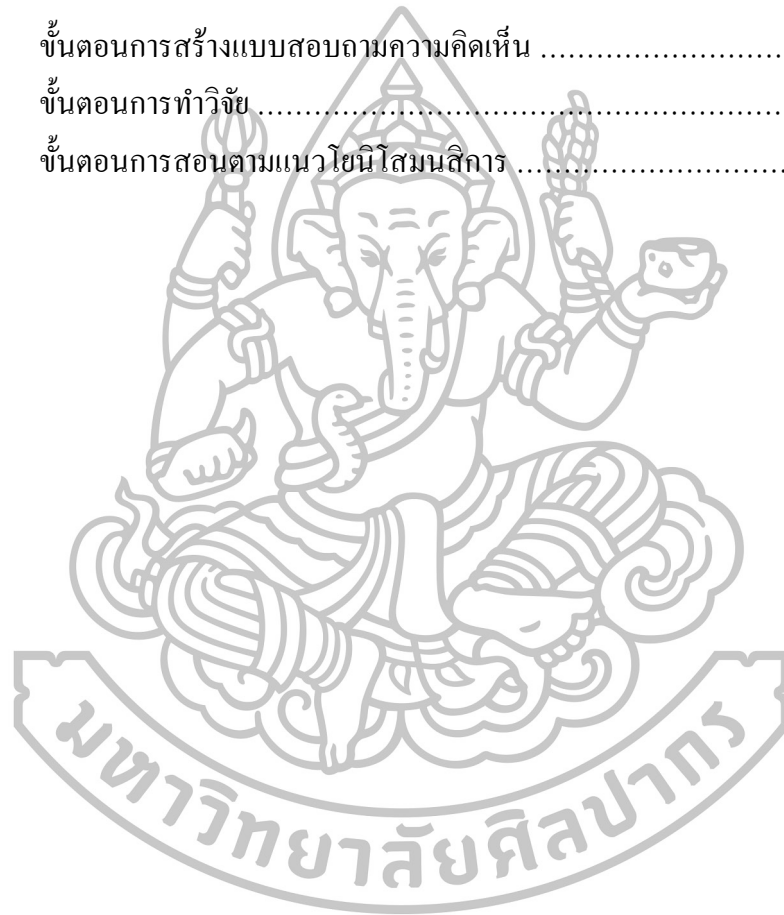 ขั้นตอนการสร้างแบบสอบถามความคิดเห็น ............................
ขั้นตอนการทำวิจัย.............................................................
ขั้นตอนการสอนตามแนวโยนิโสมนสิการ ...............................
มหาวิทยาลัยศิลปากร